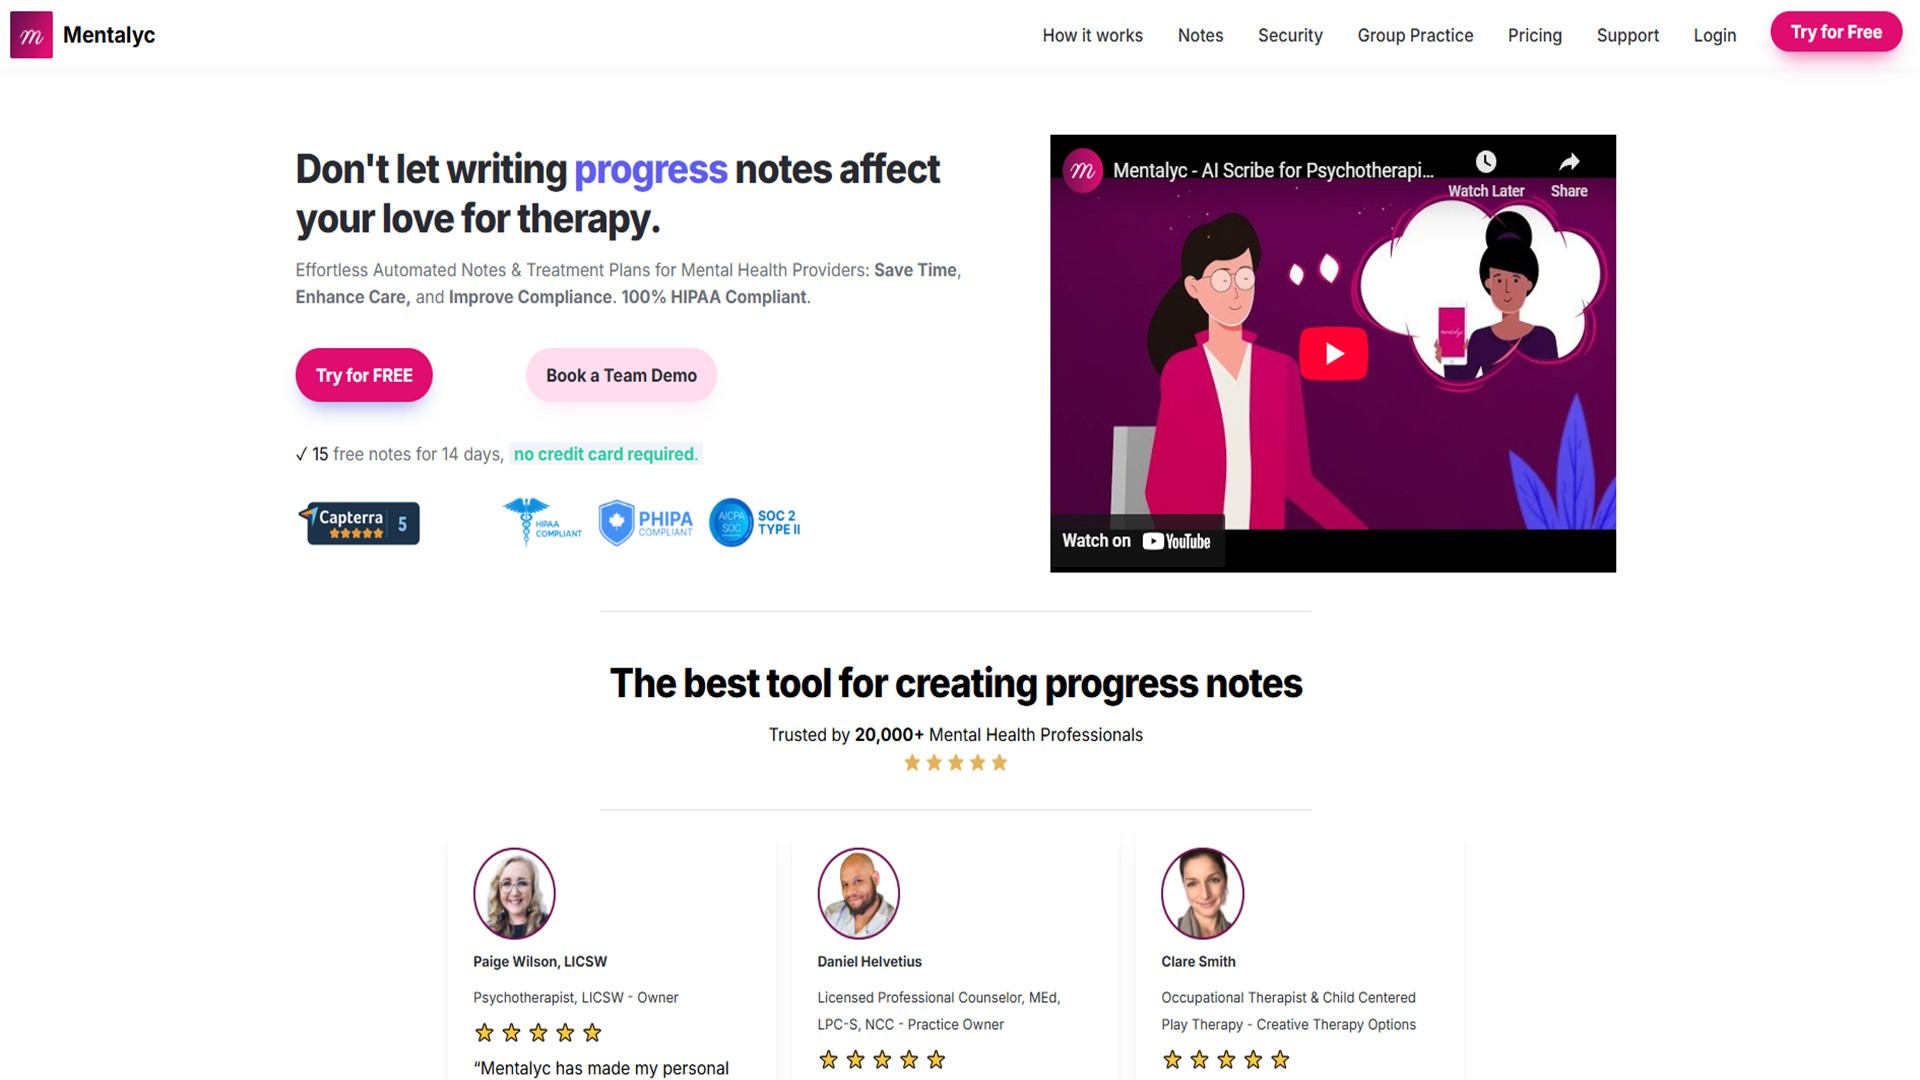 m Mentalyc
How it works Notes Security Group Practice Pricing Support Login Try for Free
Don't let writing progress notes affect
your love for therapy.
Effortless Automated Notes & Treatment Plans for Mental Health Providers: Save Time,
Enhance Care, and Improve Compliance. 100% HIPAA Compliant.
Try for FREE
Book a Team Demo
✓ 15 free notes for 14 days, no credit card required.
Capterra 5
HIPAA
COMPLIANT
PHIPA
COMPLIANT
AICPA
SOC
SOC 2
TYPE II
m Mentalyc - AI Scribe for Psychotherapi...
Watch Later
Share
mentalyc
Watch on YouTube
The best tool for creating progress notes
Trusted by 20,000+ Mental Health Professionals
Paige Wilson, LICSW
Psychotherapist, LICSW - Owner
“Mentalyc has made my personal
Daniel Helvetius
Licensed Professional Counselor, MEd,
LPC-S, NCC - Practice Owner
Clare Smith
Occupational Therapist & Child Centered
Play Therapy - Creative Therapy Options